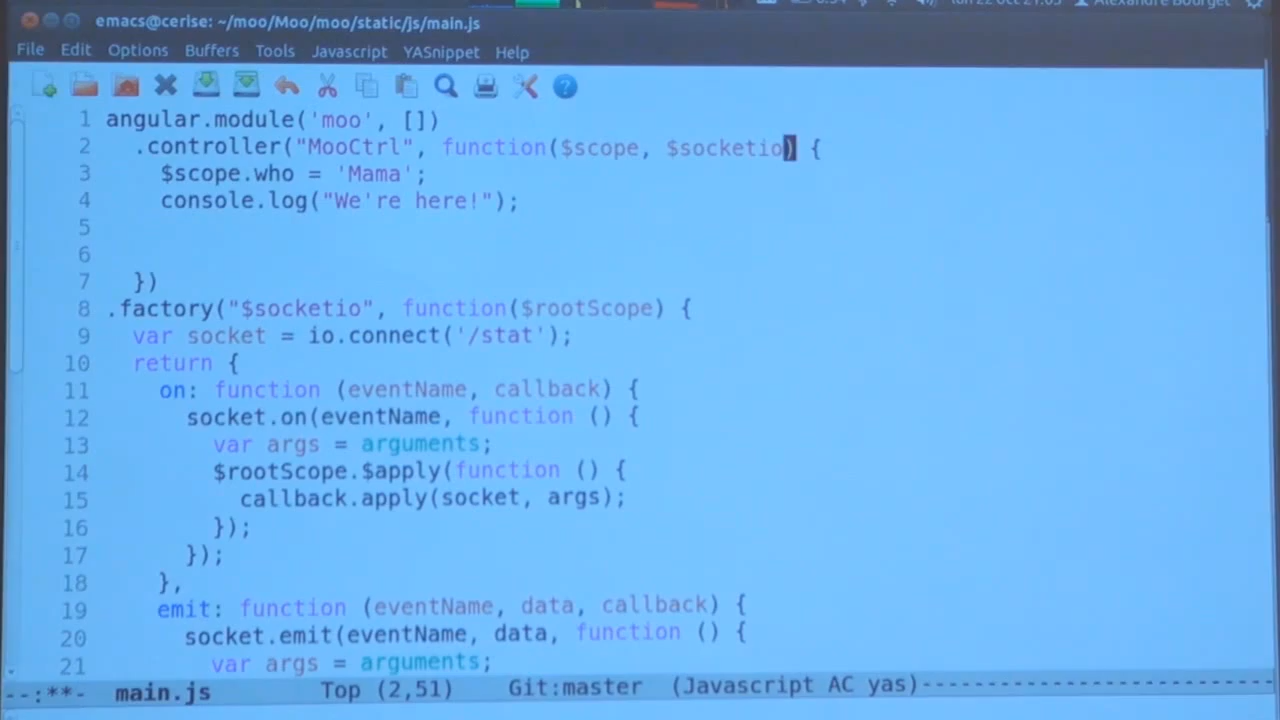 emacs@cerise: ~/moo/Moo/moo/static/js/main.js
File Edit Options Buffers Tools Javascript YASnippet Help
1 angular.module('moo', [])
2 .controller("MooCtrl", function($scope, $socketio) {
3 $scope.who = 'Mama';
4 console.log("We're here!");
5
6
7 })
8 .factory("$socketio", function($rootScope) {
9 var socket = io.connect('/stat');
10 return {
11 on: function (eventName, callback) {
12 socket.on(eventName, function () {
13 var args = arguments;
14 $rootScope.$apply(function () {
15 callback.apply(socket, args);
16 });
17 });
18 },
19 emit: function (eventName, data, callback) {
20 socket.emit(eventName, data, function () {
21 var args = arguments;
--:**- main.js Top (2,51) Git:master (Javascript AC yas)----------------------------